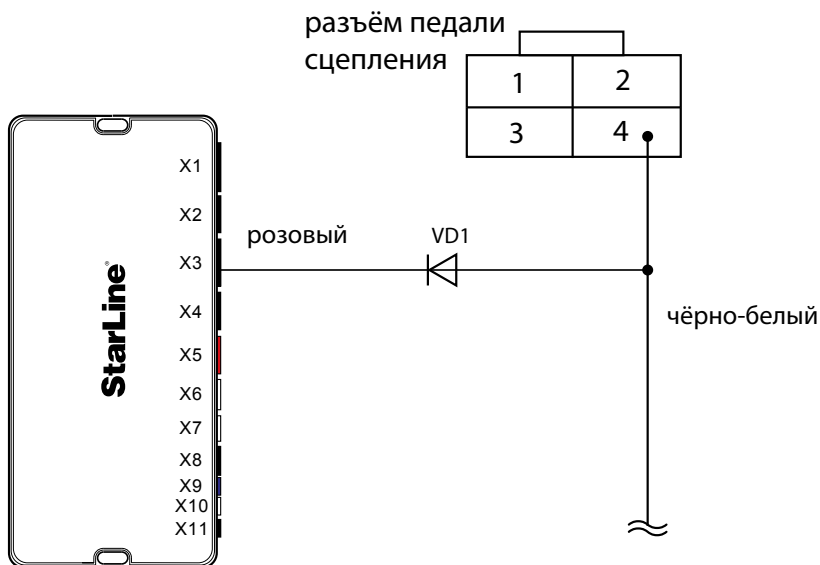 разъём педали
сцепления
1 2
3 4
X1
X2
розовый VD1
X3
X4
чёрно-белый
StarLine®
X5
X6
X7
X8
X9
X10
X11